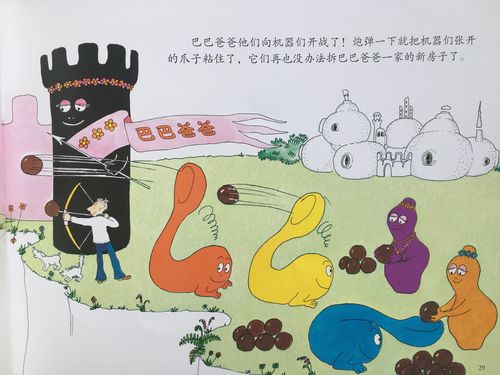 巴巴爸爸他们向机器们开战了！炮弹一下就把机器们张开
的爪子粘住了，它们再也没办法拆巴巴爸爸一家的新房子了。
巴巴爸爸
29